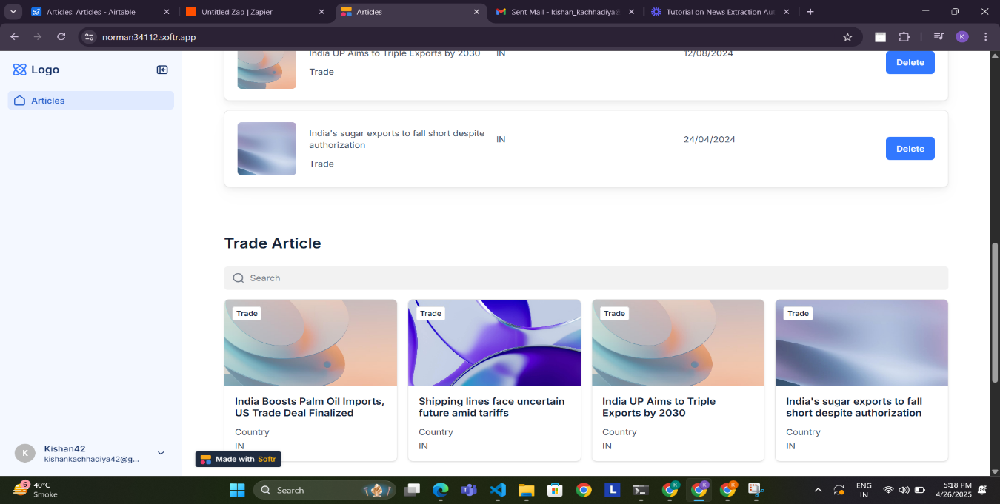 Articles: Articles - Airtable
Untitled Zap | Zapier
Articles
Sent Mail - kishan_kachhadiya@
Tutorial on News Extraction Au
norman34112.softr.app
K
Logo
Articles
India UP Aims to Triple Exports by 2030
IN
12/08/2024
Trade
Delete
India's sugar exports to fall short despite
authorization
IN
24/04/2024
Trade
Delete
Trade Article
Search
Trade
India Boosts Palm Oil Imports,
US Trade Deal Finalized
Country
IN
Trade
Shipping lines face uncertain
future amid tariffs
Country
IN
Trade
India UP Aims to Triple
Exports by 2030
Country
IN
Trade
India's sugar exports to fall
short despite authorization
Country
IN
K
Kishan42
kishankachhadiya42@g...
Made with Softr
6
40°C
Smoke
Search
L
K
K
K
ENG
IN
5:18 PM
4/26/2025